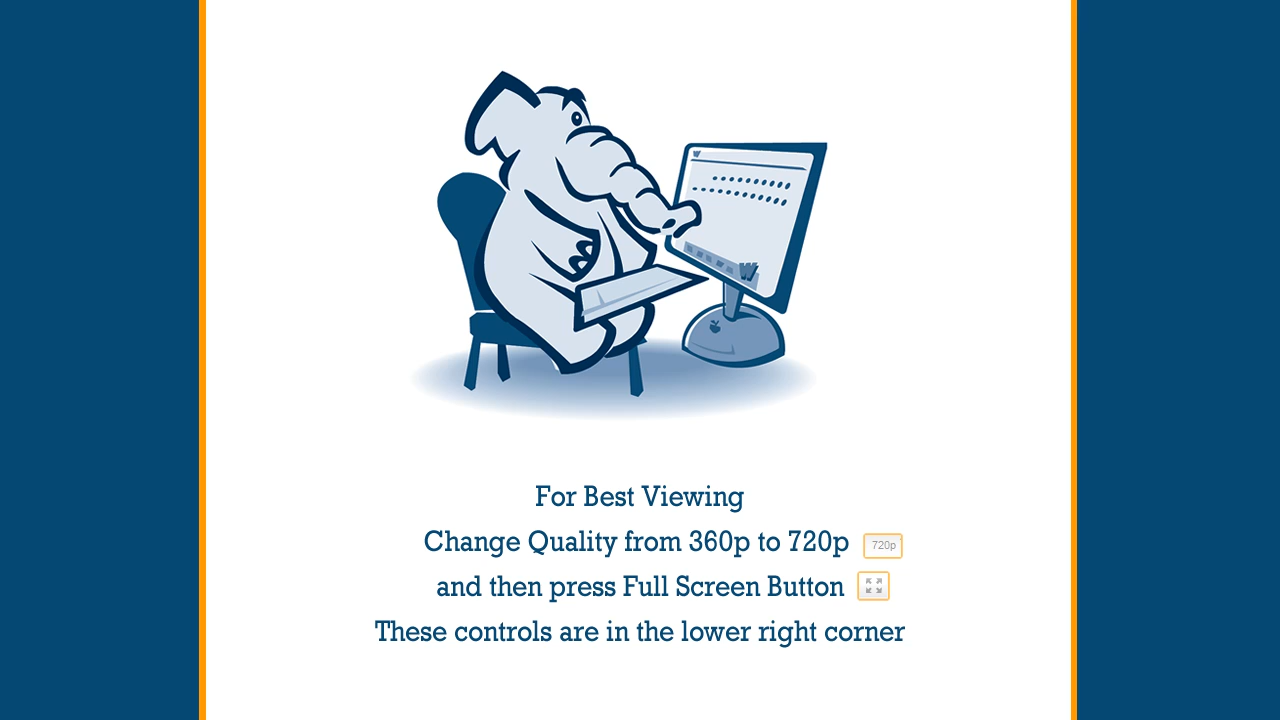 W
W
For Best Viewing
Change Quality from 360p to 720p 720p
and then press Full Screen Button
These controls are in the lower right corner